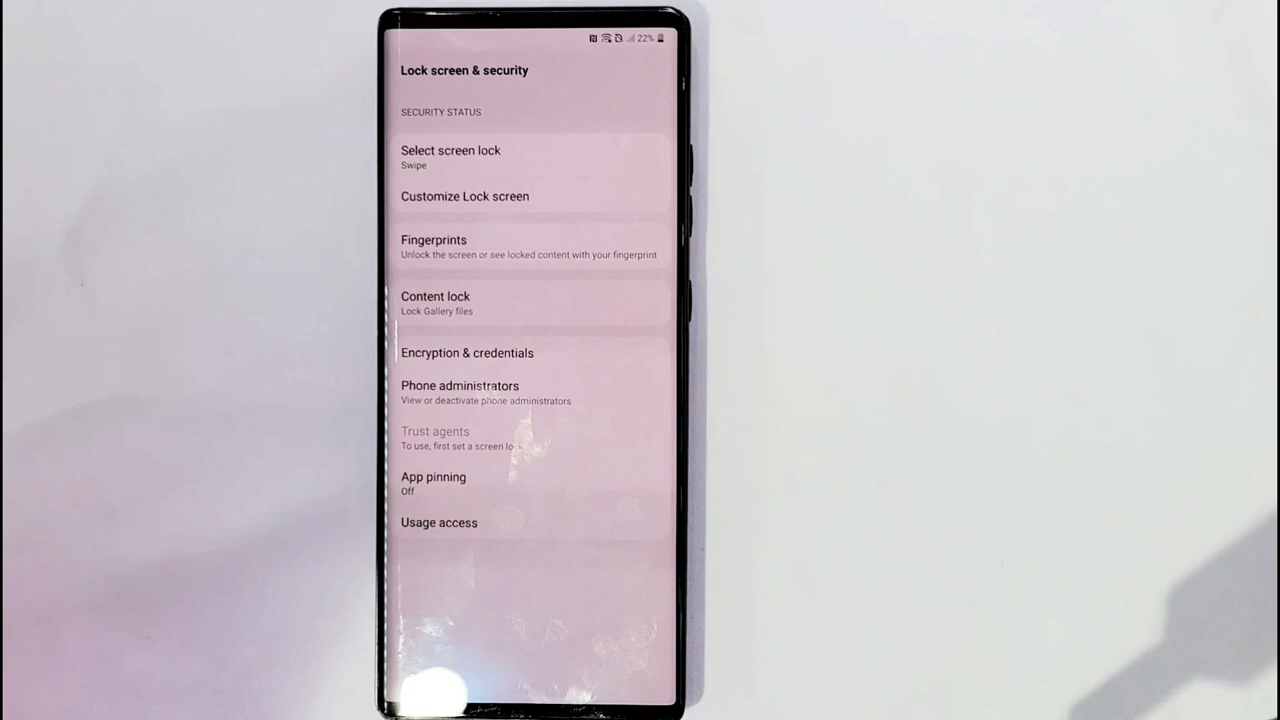 22%
Lock screen & security
SECURITY STATUS
Select screen lock
Swipe
Customize Lock screen
Fingerprints
Unlock the screen or see locked content with your fingerprint
Content lock
Lock Gallery files
Encryption & credentials
Phone administrators
View or deactivate phone administrators
Trust agents
To use, first set a screen lock
App pinning
Off
Usage access